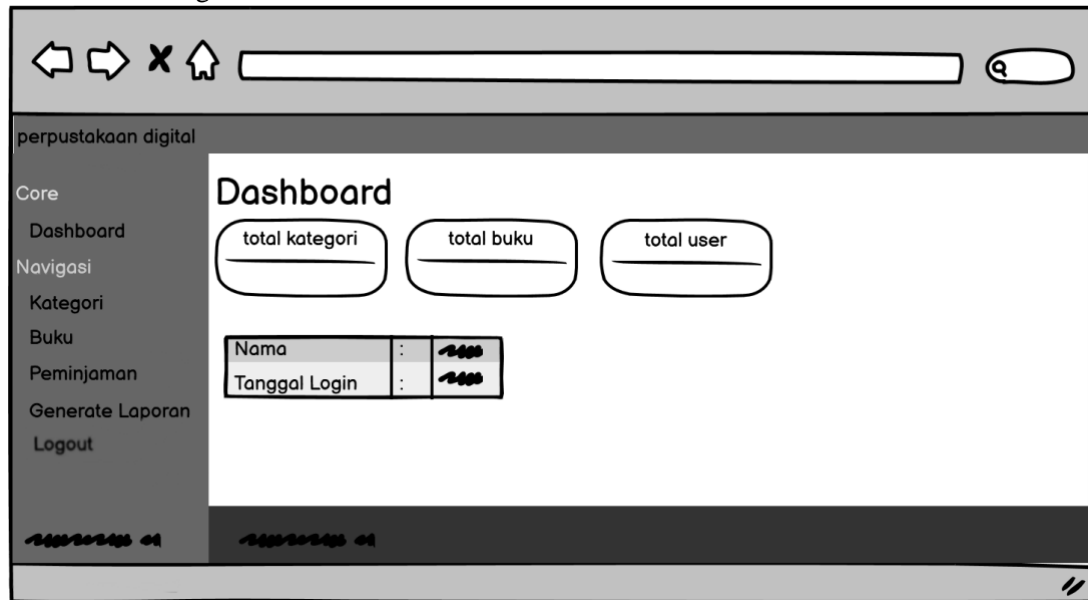 perpustakaan digital
Core
Dashboard
Navigasi
Kategori
Buku
Peminjaman
Generate Laporan
Logout
Dashboard
total kategori
total buku
total user
Nama :
Tanggal Login :